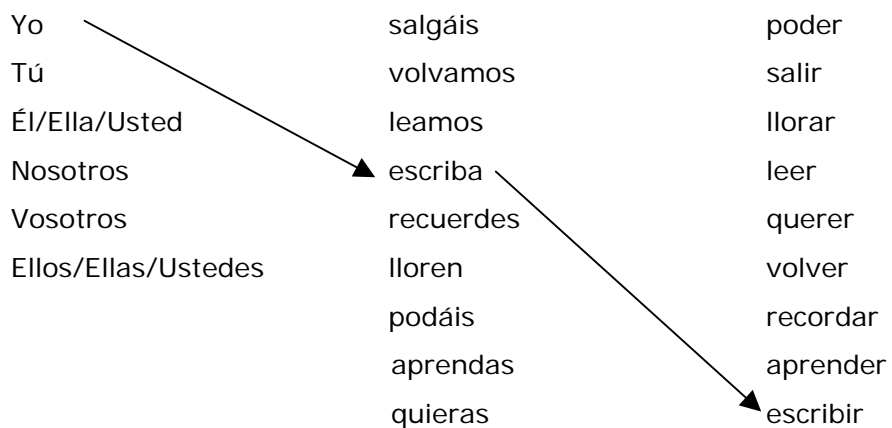 Yo salgáis poder
Tú volvamos salir
Él/Ella/Usted leamos llorar
Nosotros escriba leer
Vosotros recuerdes querer
Ellos/Ellas/Ustedes lloren volver
podáis recordar
aprendas aprender
quieras escribir